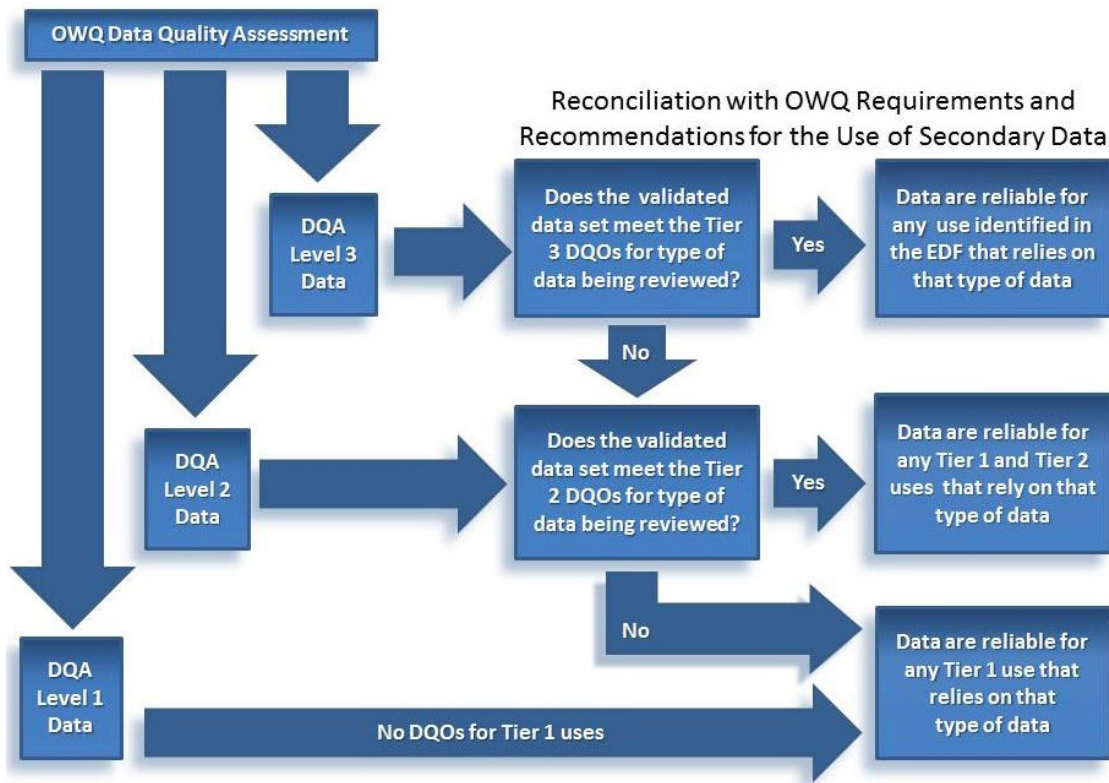 OWQ Data Quality Assessment
Reconciliation with OWQ Requirements and
Recommendations for the Use of Secondary Data
DQA
Level 3
Data
Does the validated
data set meet the Tier
3 DQOs for type of
data being reviewed?
Yes
Data are reliable for
any use identified in
the EDF that relies on
that type of data
No
DQA
Level 2
Data
Does the validated
data set meet the Tier
2 DQOs for type of
data being reviewed?
Yes
Data are reliable for
any Tier 1 and Tier 2
uses that rely on that
type of data
No
DQA
Level 1
Data
No DQOs for Tier 1 uses
Data are reliable for
any Tier 1 use that
relies on that
type of data